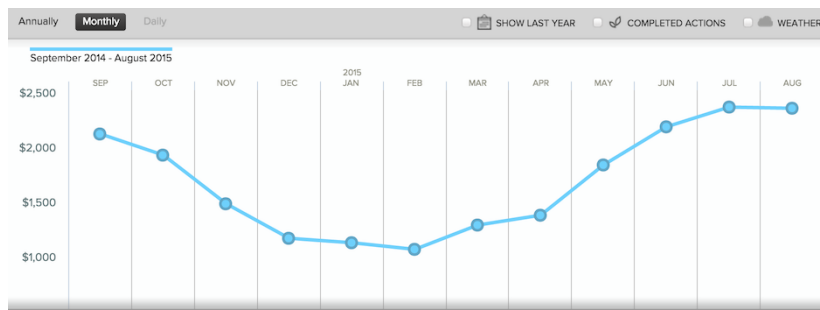 Annually Monthly Daily SHOW LAST YEAR COMPLETED ACTIONS WEATHER
September 2014 - August 2015
2015
SEP OCT NOV DEC JAN FEB MAR APR MAY JUN JUL AUG
$2,500
$2,000
$1,500
$1,000